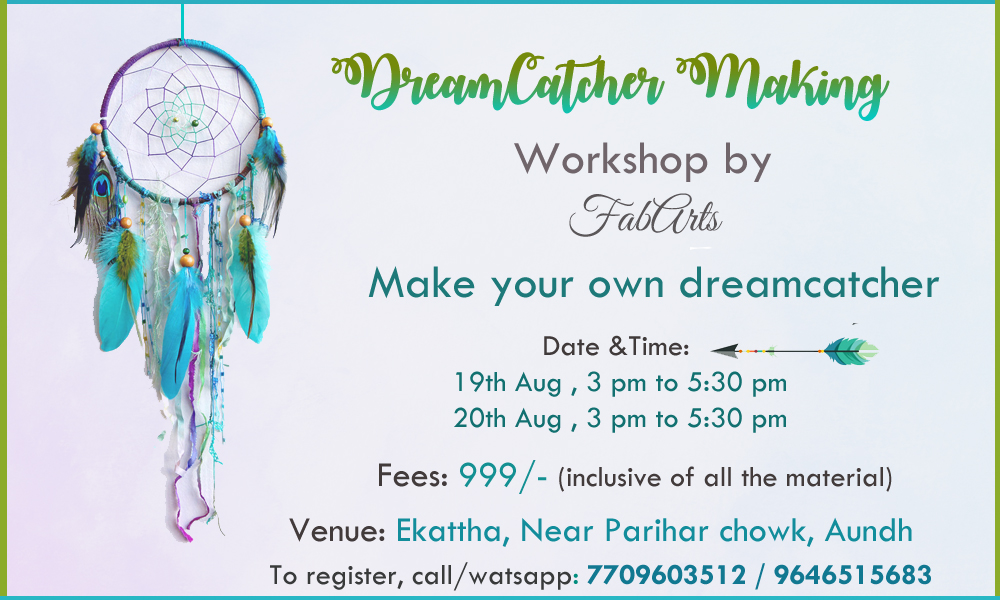 DreamCatcher Making
Workshop by
FabArts
Make your own dreamcatcher
Date &Time:
19th Aug , 3 pm to 5:30 pm
20th Aug , 3 pm to 5:30 pm
Fees: 999/- (inclusive of all the material)
Venue: Ekattha, Near Parihar chowk, Aundh
To register, call/watsapp: 7709603512 / 9646515683